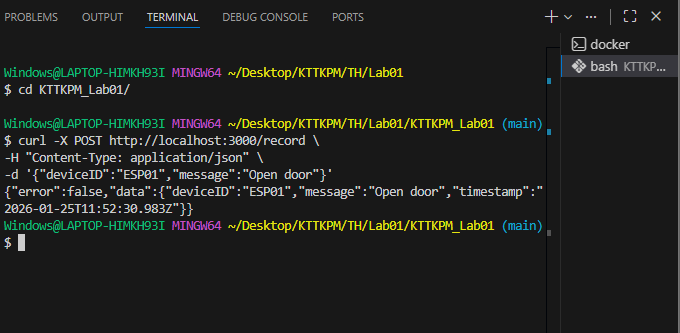 PROBLEMS OUTPUT TERMINAL DEBUG CONSOLE PORTS
docker
bash KTTKP...
Windows@LAPTOP-HIMKH93I MINGW64 ~/Desktop/KTTKPM/TH/Lab01
$ cd KTTKPM_Lab01/
Windows@LAPTOP-HIMKH93I MINGW64 ~/Desktop/KTTKPM/TH/Lab01/KTTKPM_Lab01 (main)
$ curl -X POST http://localhost:3000/record \
-H "Content-Type: application/json" \
-d '{"deviceID":"ESP01","message":"Open door"}'
{"error":false,"data":{"deviceID":"ESP01","message":"Open door","timestamp":"
2026-01-25T11:52:30.983Z"}}
Windows@LAPTOP-HIMKH93I MINGW64 ~/Desktop/KTTKPM/TH/Lab01/KTTKPM_Lab01 (main)
$